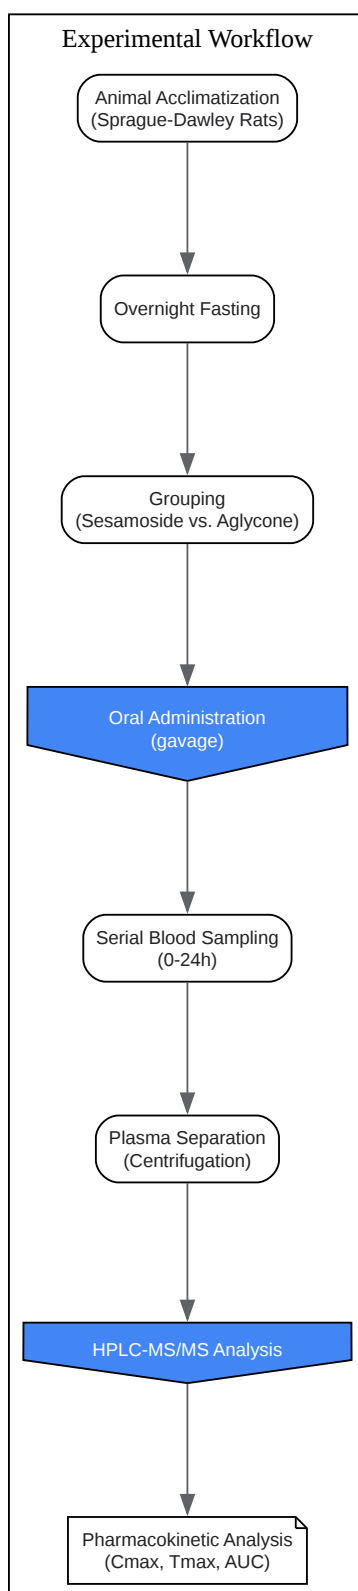 Experimental Workflow
Animal Acclimatization
(Sprague-Dawley Rats)
Overnight Fasting
Grouping
(Sesamoside vs. Aglycone)
Oral Administration
(gavage)
Serial Blood Sampling
(0-24h)
Plasma Separation
(Centrifugation)
HPLC-MS/MS Analysis
Pharmacokinetic Analysis
(Cmax, Tmax, AUC)